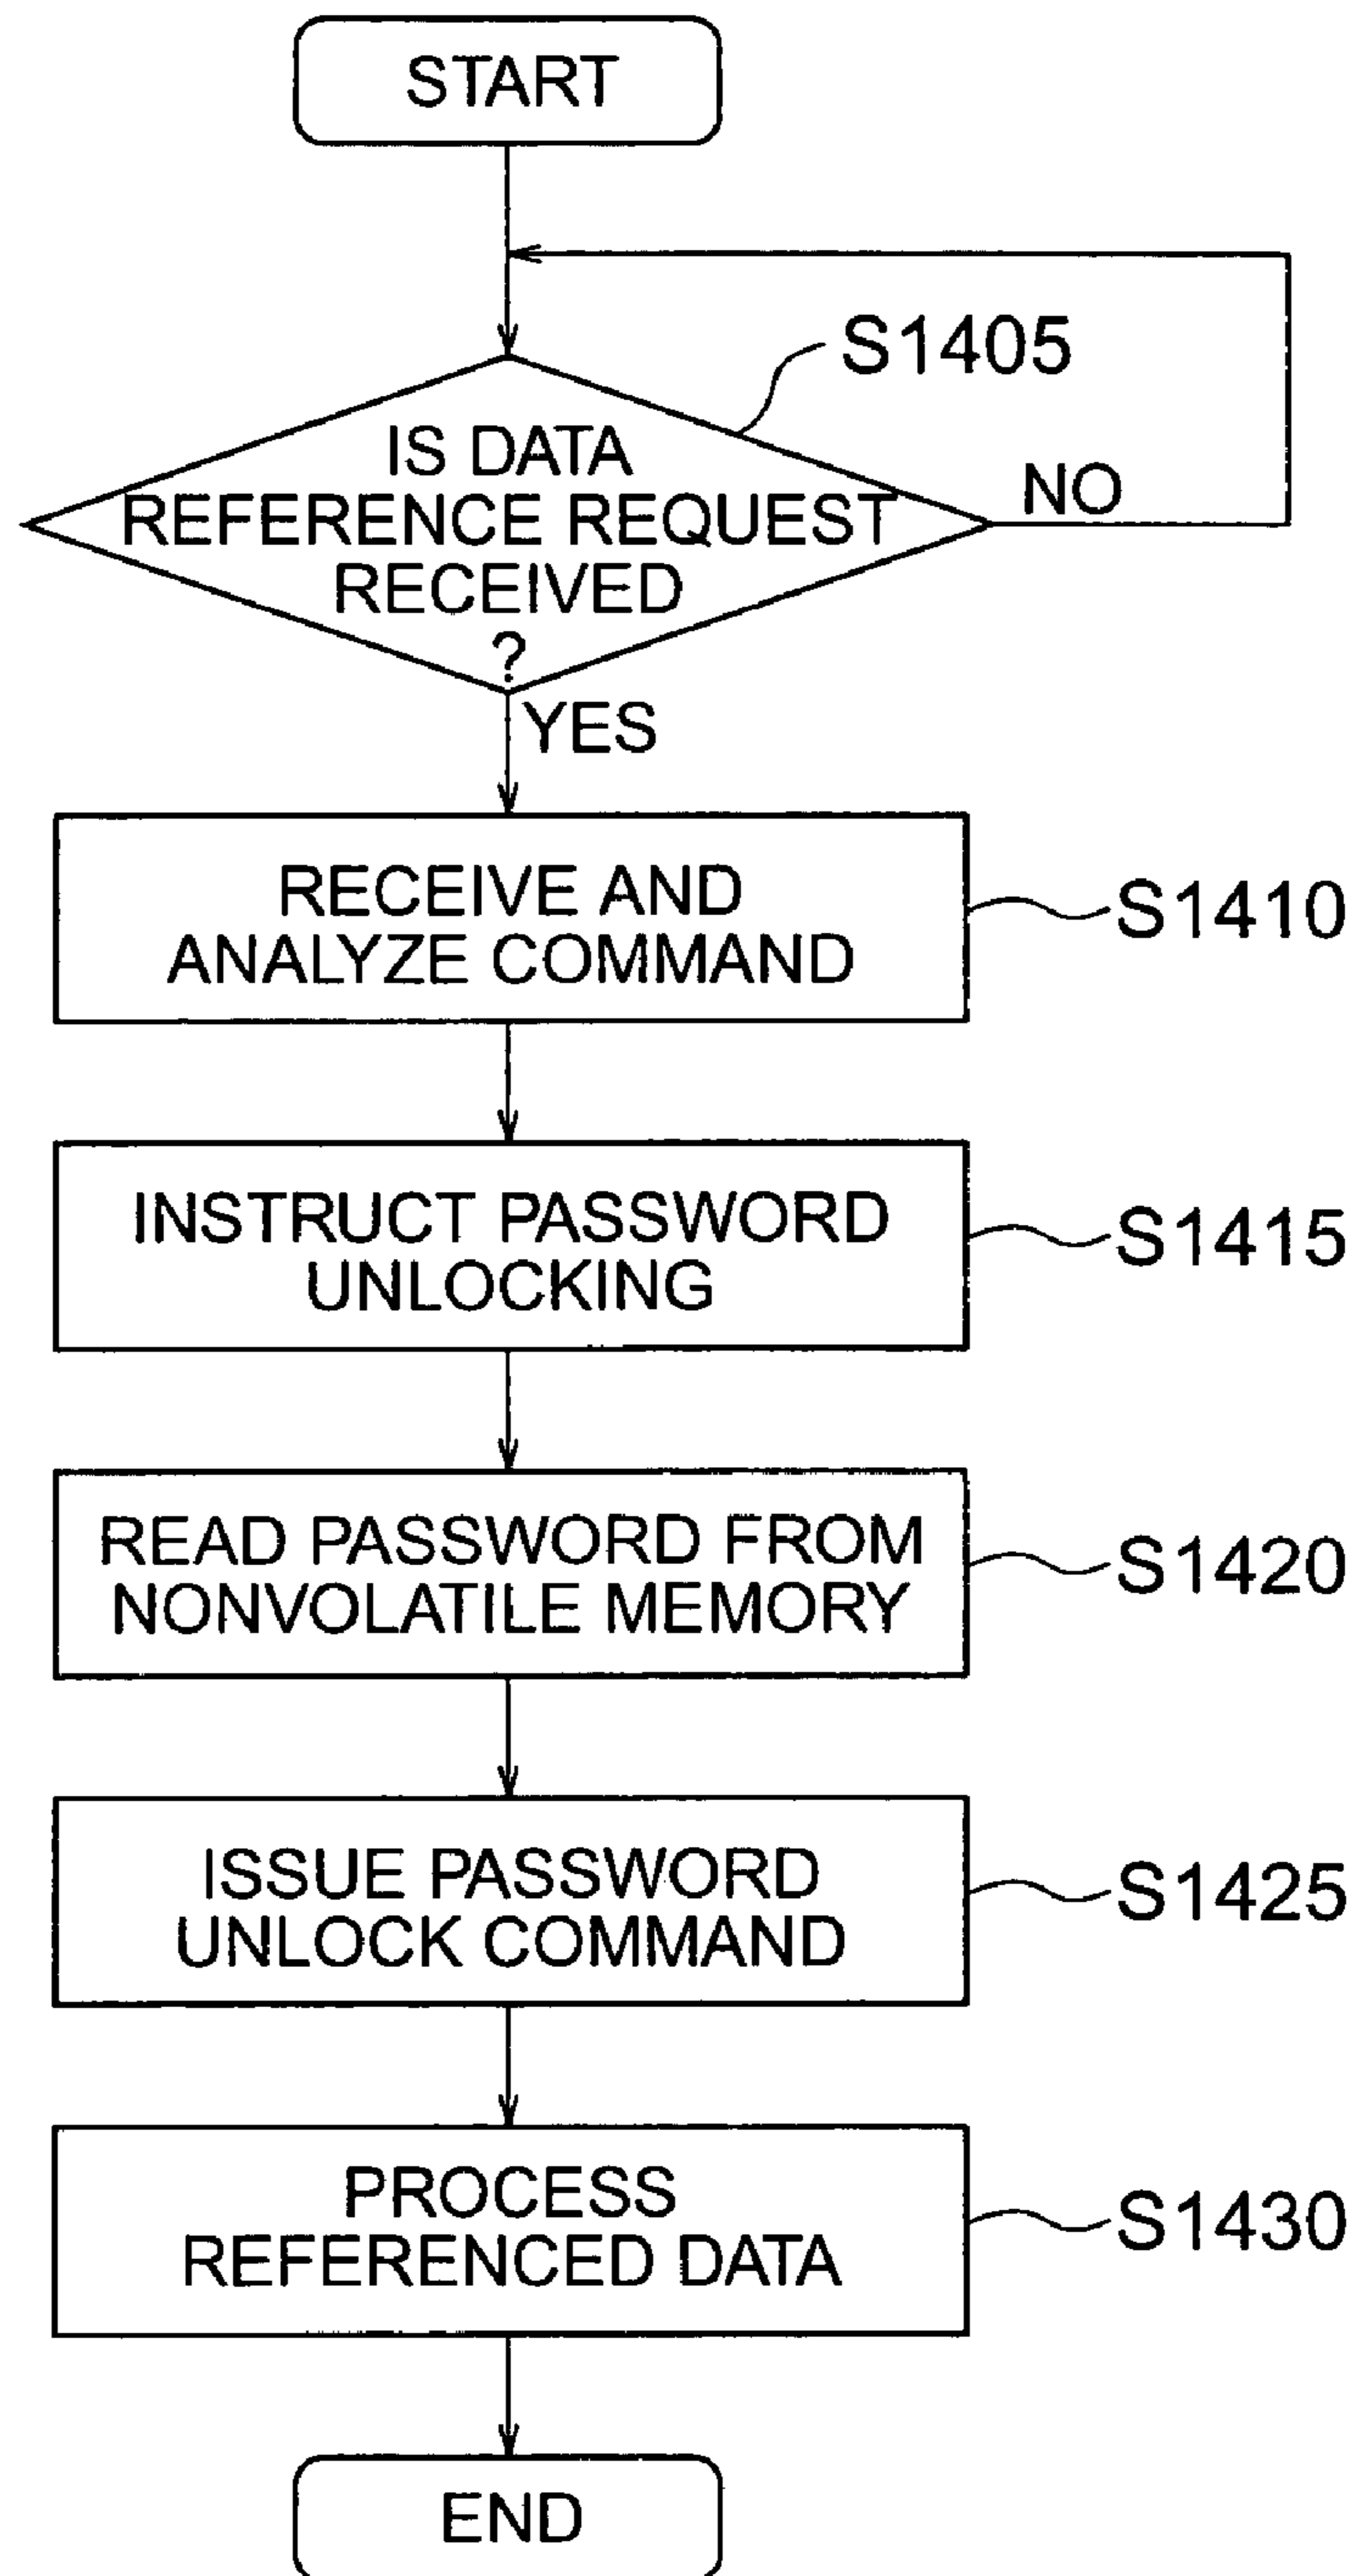 START
S1405
IS DATA
REFERENCE REQUEST
RECEIVED
?
NO
YES
RECEIVE AND
ANALYZE COMMAND
S1410
INSTRUCT PASSWORD
UNLOCKING
S1415
READ PASSWORD FROM
NONVOLATILE MEMORY
S1420
ISSUE PASSWORD
UNLOCK COMMAND
S1425
PROCESS
REFERENCED DATA
S1430
END